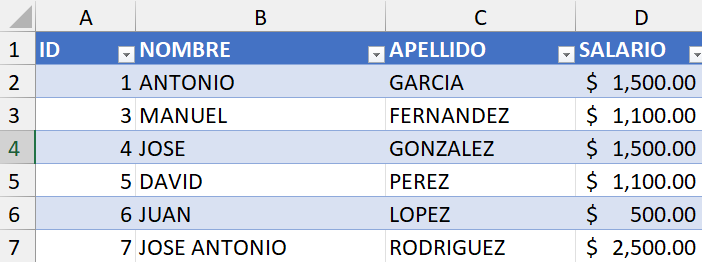 A B C D
1 ID NOMBRE APELLIDO SALARIO
2 1 ANTONIO GARCIA $ 1,500.00
3 3 MANUEL FERNANDEZ $ 1,100.00
4 4 JOSE GONZALEZ $ 1,500.00
5 5 DAVID PEREZ $ 1,100.00
6 6 JUAN LOPEZ $ 500.00
7 7 JOSE ANTONIO RODRIGUEZ $ 2,500.00